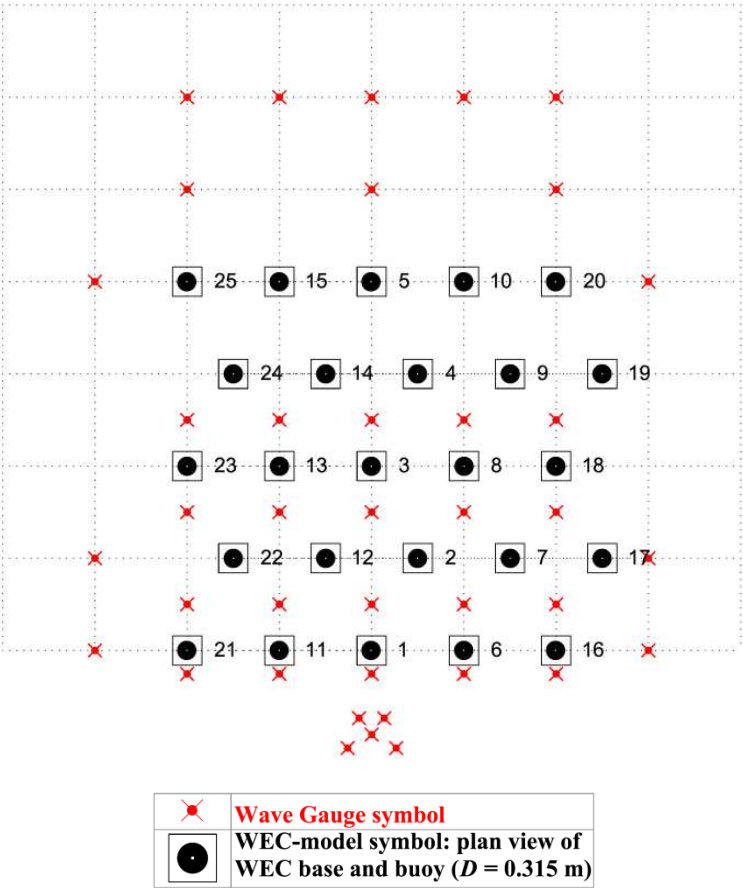 25 15 5 10 20
24 14 4 9 19
23 13 3 8 18
22 12 2 7 17
21 11 1 6 16
Wave Gauge symbol
WEC-model symbol: plan view of
WEC base and buoy (D = 0.315 m)